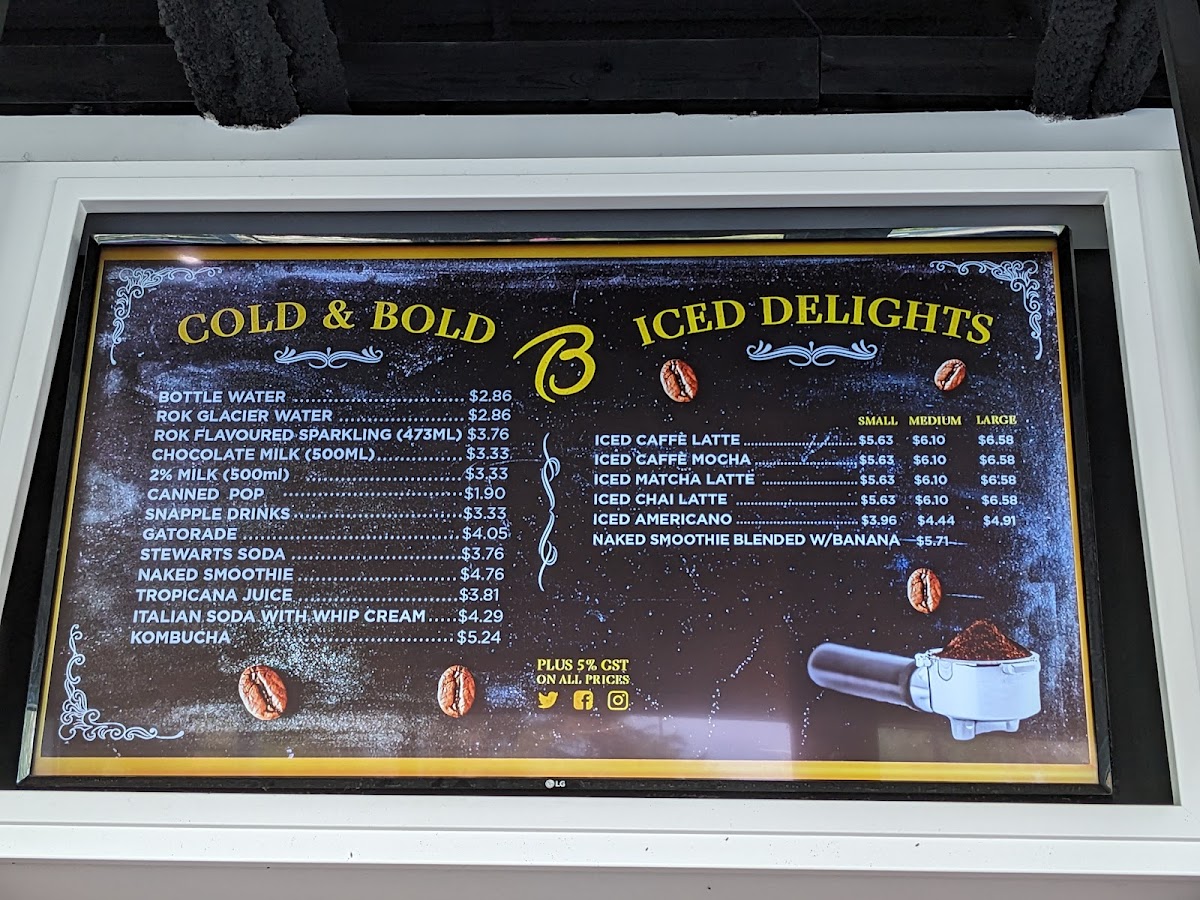 COLD & BOLD
BOTTLE WATER ........ $2.86
ROK GLACIER WATER ........ $2.86
ROK FLAVOURED SPARKLING (473ML) $3.76
CHOCOLATE MILK (500ML) ........ $3.33
2% MILK (500ml) ........ $3.33
CANNED POP ........ $1.90
SNAPPLE DRINKS ........ $3.33
GATORADE ........ $4.05
STEWARTS SODA ........ $3.76
NAKED SMOOTHIE ........ $4.76
TROPICANA JUICE ........ $3.81
ITALIAN SODA WITH WHIP CREAM ..... $4.29
KOMBUCHA ........ $5.24
B
ICED DELIGHTS
SMALL MEDIUM LARGE
ICED CAFFÈ LATTE ........ $5.63 $6.10 $6.58
ICED CAFFÈ MOCHA ........ $5.63 $6.10 $6.58
ICED MATCHA LATTE ........ $5.63 $6.10 $6.58
ICED CHAI LATTE ........ $5.63 $6.10 $6.58
ICED AMERICANO ........ $3.96 $4.44 $4.91
NAKED SMOOTHIE BLENDED W/BANANA $5.71
PLUS 5% GST
ON ALL PRICES
LG